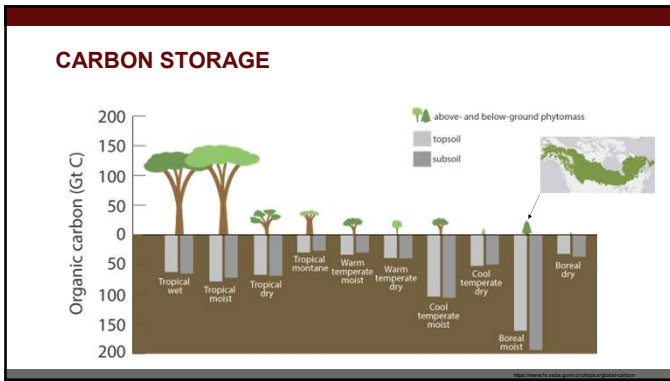 CARBON STORAGE
200
150
100
50
0
50
100
150
200
Organic carbon (Gt C)
above- and below-ground phytomass
topsoil
subsoil
Tropical
wet
Tropical
moist
Tropical
dry
Tropical
montane
Warm
temperate
moist
Warm
temperate
dry
Cool
temperate
moist
Cool
temperate
dry
Boreal
moist
Boreal
dry
https://www.fs.usda.gov/ccrc/topics/global-carbon